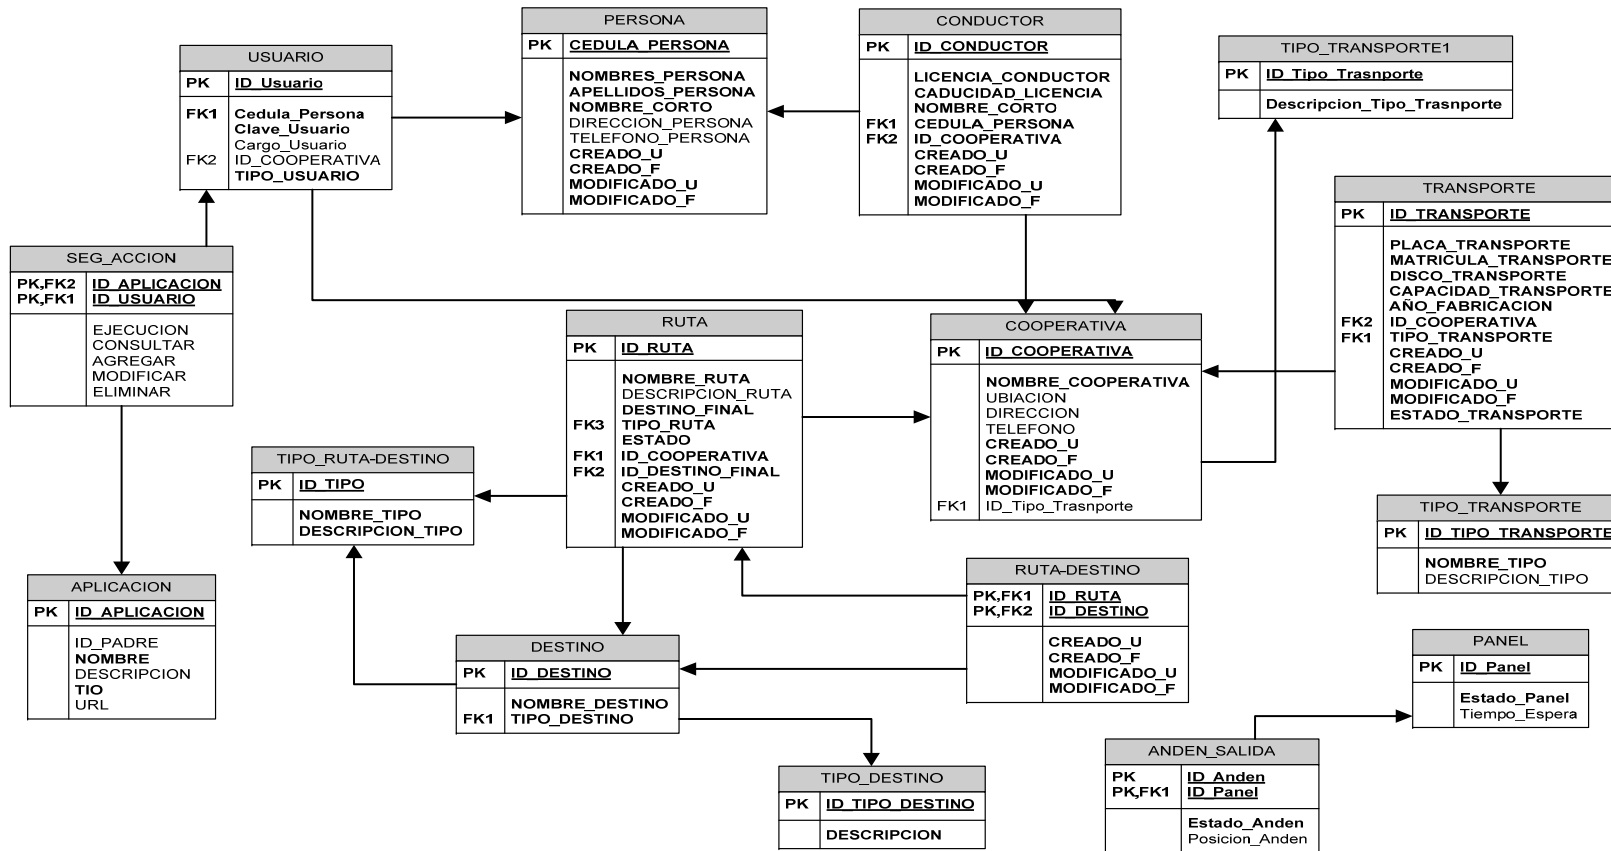 USUARIO
PK ID_Usuario
FK1 Cedula_Persona
Clave_Usuario
Cargo_Usuario
FK2 ID_COOPERATIVA
TIPO_USUARIO
PERSONA
PK CEDULA_PERSONA
NOMBRES_PERSONA
APELLIDOS_PERSONA
NOMBRE_CORTO
DIRECCION_PERSONA
TELEFONO_PERSONA
CREADO_U
CREADO_F
MODIFICADO_U
MODIFICADO_F
CONDUCTOR
PK ID_CONDUCTOR
LICENCIA_CONDUCTOR
CADUCIDAD_LICENCIA
NOMBRE_CORTO
FK1 CEDULA_PERSONA
FK2 ID_COOPERATIVA
CREADO_U
CREADO_F
MODIFICADO_U
MODIFICADO_F
TIPO_TRANSPORTE1
PK ID_Tipo_Trasnporte
Descripcion_Tipo_Trasnporte
TRANSPORTE
PK ID_TRANSPORTE
PLACA_TRANSPORTE
MATRICULA_TRANSPORTE
DISCO_TRANSPORTE
CAPACIDAD_TRANSPORTE
AÑO_FABRICACION
FK2 ID_COOPERATIVA
FK1 TIPO_TRANSPORTE
CREADO_U
CREADO_F
MODIFICADO_U
MODIFICADO_F
ESTADO_TRANSPORTE
SEG_ACCION
PK,FK2 ID_APLICACION
PK,FK1 ID_USUARIO
EJECUCION
CONSULTAR
AGREGAR
MODIFICAR
ELIMINAR
RUTA
PK ID_RUTA
NOMBRE_RUTA
DESCRIPCION_RUTA
DESTINO_FINAL
FK3 TIPO_RUTA
ESTADO
FK1 ID_COOPERATIVA
FK2 ID_DESTINO_FINAL
CREADO_U
CREADO_F
MODIFICADO_U
MODIFICADO_F
COOPERATIVA
PK ID_COOPERATIVA
NOMBRE_COOPERATIVA
UBIACION
DIRECCION
TELEFONO
CREADO_U
CREADO_F
MODIFICADO_U
MODIFICADO_F
FK1 ID_Tipo_Trasnporte
TIPO_RUTA-DESTINO
PK ID_TIPO
NOMBRE_TIPO
DESCRIPCION_TIPO
TIPO_TRANSPORTE
PK ID_TIPO_TRANSPORTE
NOMBRE_TIPO
DESCRIPCION_TIPO
APLICACION
PK ID_APLICACION
ID_PADRE
NOMBRE
DESCRIPCION
TIO
URL
RUTA-DESTINO
PK,FK1 ID_RUTA
PK,FK2 ID_DESTINO
CREADO_U
CREADO_F
MODIFICADO_U
MODIFICADO_F
DESTINO
PK ID_DESTINO
NOMBRE_DESTINO
FK1 TIPO_DESTINO
PANEL
PK ID_Panel
Estado_Panel
Tiempo_Espera
TIPO_DESTINO
PK ID_TIPO_DESTINO
DESCRIPCION
ANDEN_SALIDA
PK ID_Anden
PK,FK1 ID_Panel
Estado_Anden
Posicion_Anden